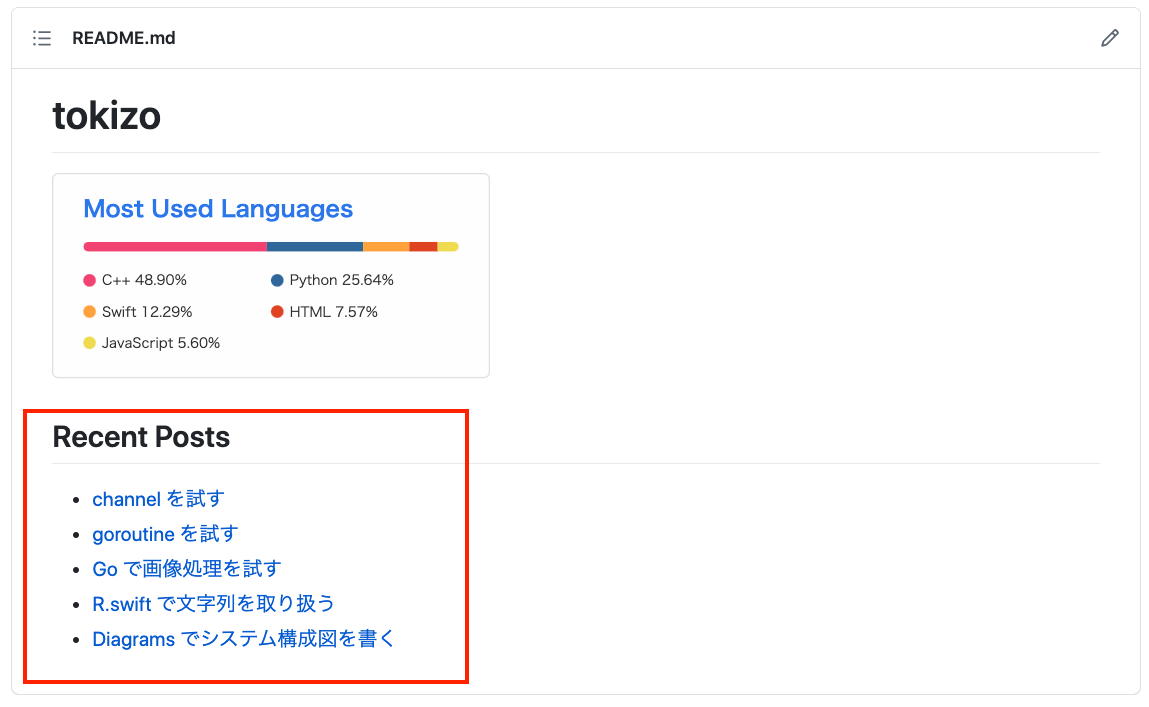 README.md
tokizo
Most Used Languages
C++ 48.90%
Python 25.64%
Swift 12.29%
HTML 7.57%
JavaScript 5.60%
Recent Posts
channel を試す
goroutine を試す
Go で画像処理を試す
R.swift で文字列を取り扱う
Diagrams でシステム構成図を書く